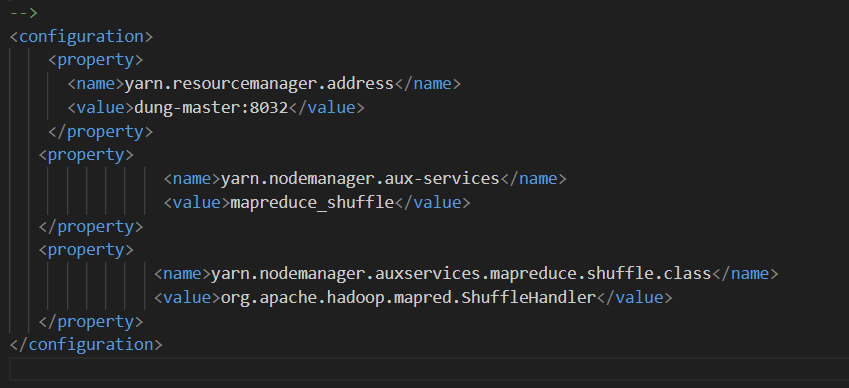 -->
<configuration>
<property>
<name>yarn.resourcemanager.address</name>
<value>dung-master:8032</value>
</property>
<property>
<name>yarn.nodemanager.aux-services</name>
<value>mapreduce_shuffle</value>
</property>
<property>
<name>yarn.nodemanager.auxservices.mapreduce.shuffle.class</name>
<value>org.apache.hadoop.mapred.ShuffleHandler</value>
</property>
</configuration>